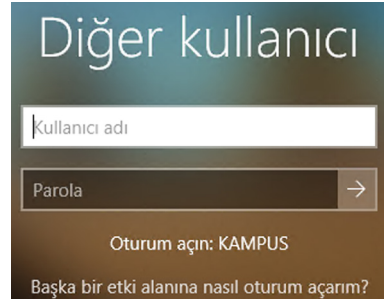 Diğer kullanıcı
Kullanıcı adı
Parola
Oturum açın: KAMPUS
Başka bir etki alanına nasıl oturum açarım?